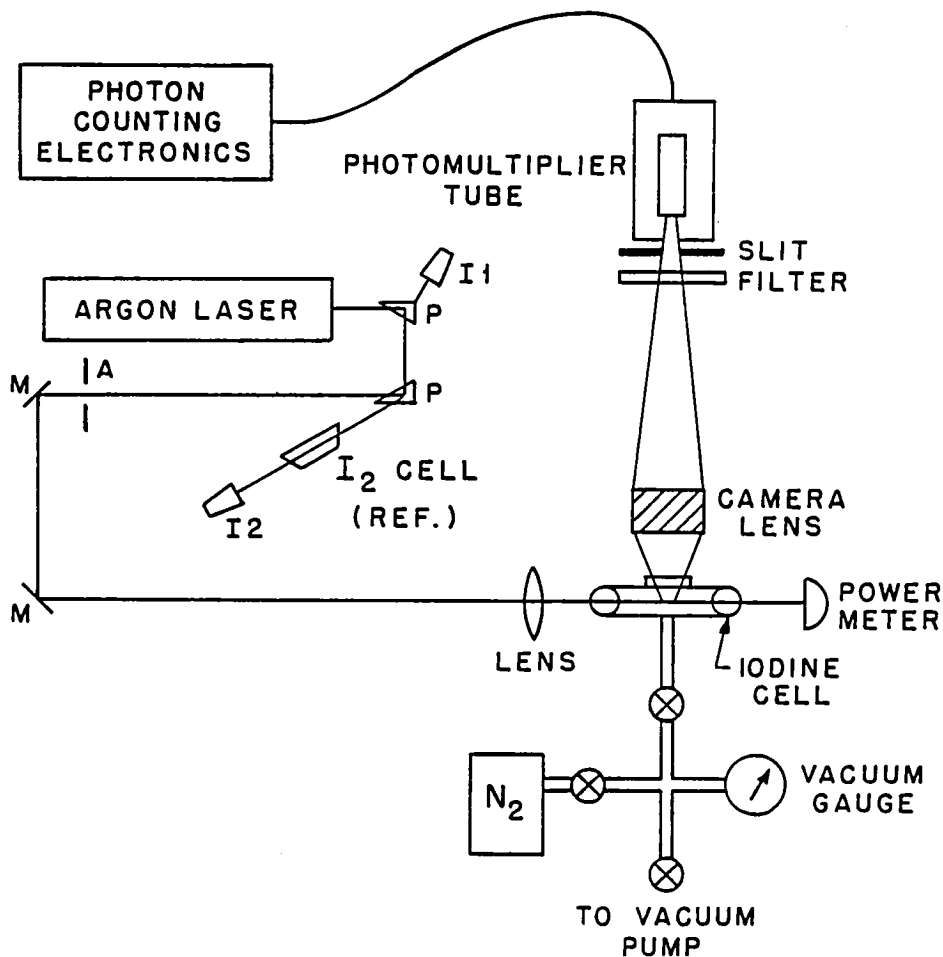 PHOTON
COUNTING
ELECTRONICS
PHOTOMULTIPLIER
TUBE
SLIT
FILTER
I1
ARGON LASER
P
M
A
P
I₂ CELL
(REF.)
I2
CAMERA
LENS
M
LENS
POWER
METER
IODINE
CELL
N₂
VACUUM
GAUGE
TO VACUUM
PUMP